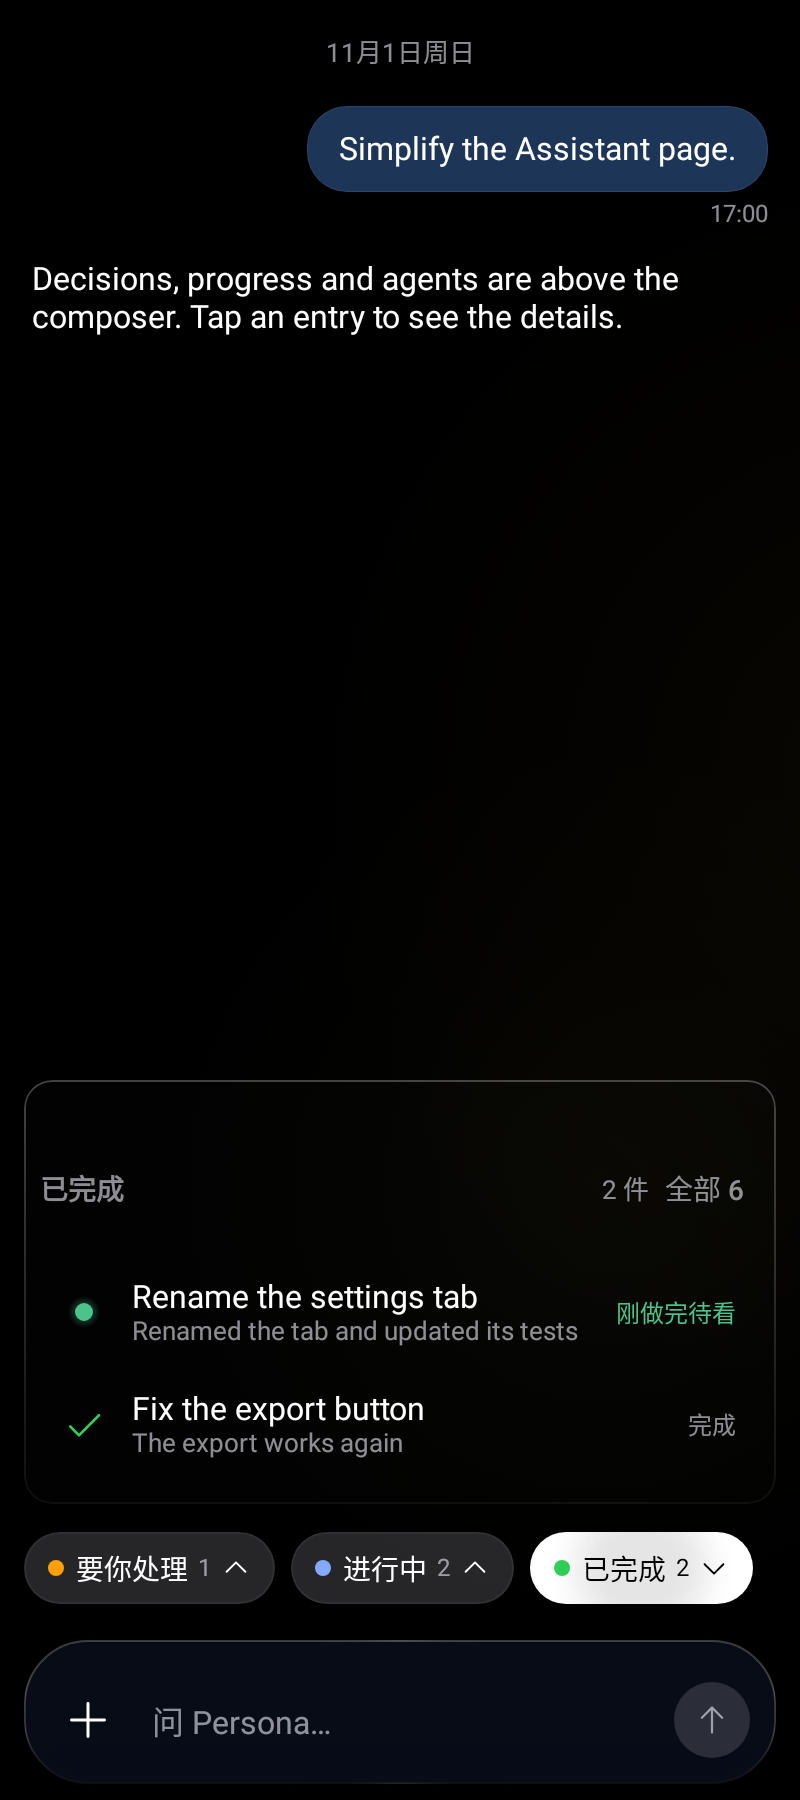 11月1日周日
Simplify the Assistant page.
17:00
Decisions, progress and agents are above the
composer. Tap an entry to see the details.
已完成 2 件 全部 6
Rename the settings tab
Renamed the tab and updated its tests
刚做完待看
Fix the export button
The export works again
完成
要你处理 1 进行中 2 已完成 2
问 Persona…